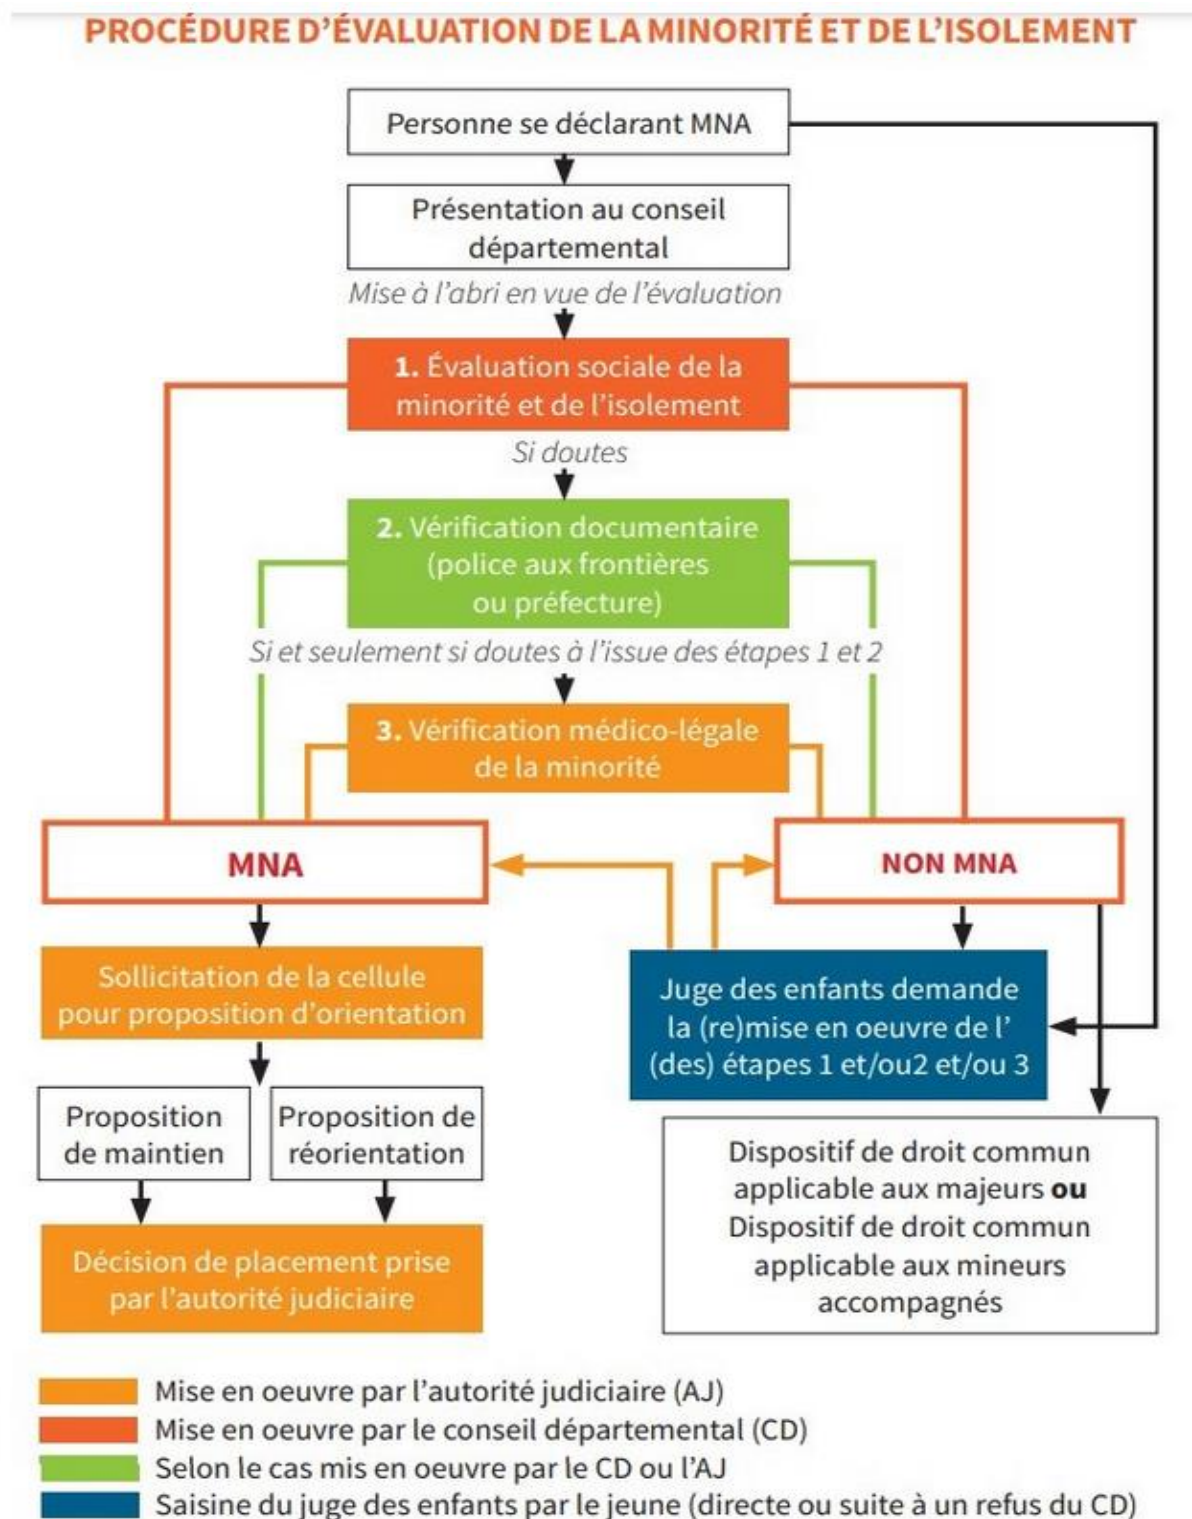 PROCÉDURE D'ÉVALUATION DE LA MINORITÉ ET DE L'ISOLEMENT
Personne se déclarant MNA
Présentation au conseil
départemental
Mise à l'abri en vue de l'évaluation
1. Évaluation sociale de la
minorité et de l'isolement
Si doutes
2. Vérification documentaire
(police aux frontières
ou préfecture)
Si et seulement si doutes à l'issue des étapes 1 et 2
3. Vérification médico-légale
de la minorité
MNA
NON MNA
Sollicitation de la cellule
pour proposition d'orientation
Juge des enfants demande
la (re)mise en oeuvre de l'
(des) étapes 1 et/ou2 et/ou 3
Proposition
de maintien
Proposition de
réorientation
Dispositif de droit commun
applicable aux majeurs ou
Dispositif de droit commun
applicable aux mineurs
accompagnés
Décision de placement prise
par l'autorité judiciaire
Mise en oeuvre par l'autorité judiciaire (AJ)
Mise en oeuvre par le conseil départemental (CD)
Selon le cas mis en oeuvre par le CD ou l'AJ
Saisine du juge des enfants par le jeune (directe ou suite à un refus du CD)